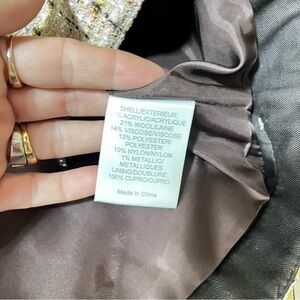 SHELL/EXTERIEUR:
ACRYLIC/ACRYLIQUE
21% WOOL/LAINE
14% VISCOSE/VISCOSE
13% POLYESTER/
POLYESTER
10% NYLON/NYLON
1% METALLIC/
METALLIQUES
LINING/DOUBLURE:
100% CUPRO/CUPRO
Made in China